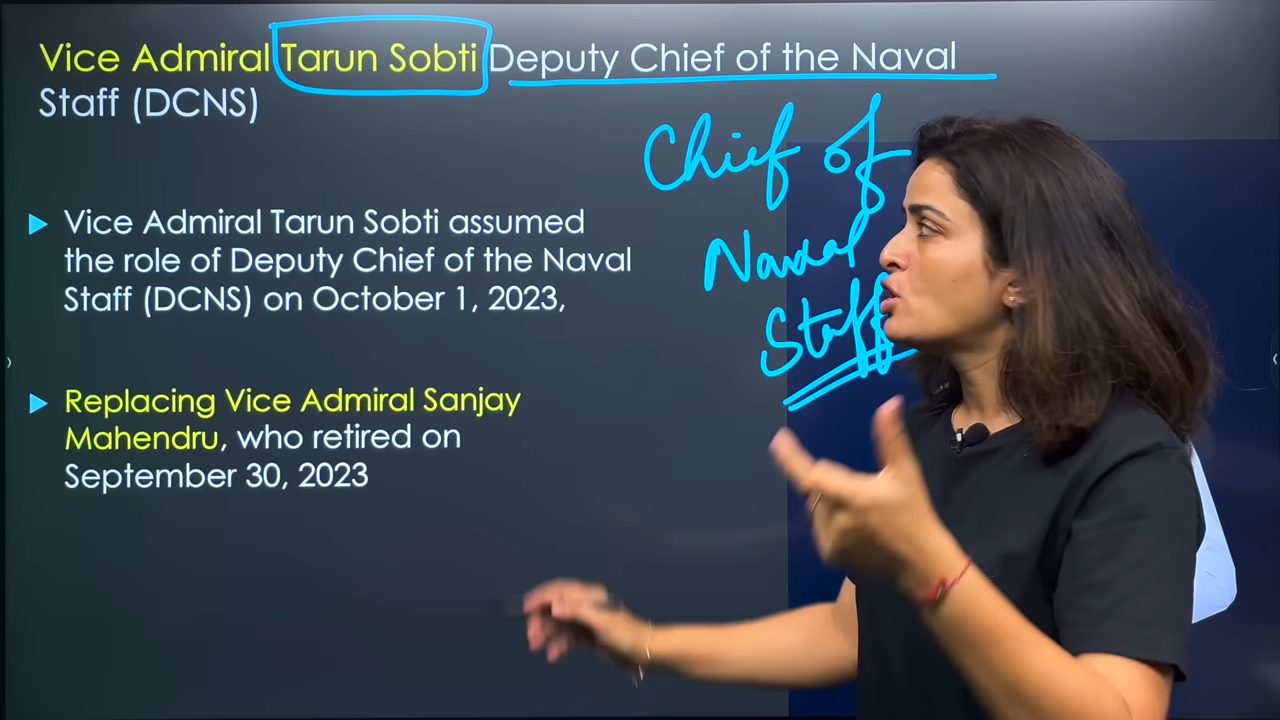 Vice Admiral Tarun Sobti Deputy Chief of the Naval
Staff (DCNS)
Chief of
Naval
Staff
Vice Admiral Tarun Sobti assumed
the role of Deputy Chief of the Naval
Staff (DCNS) on October 1, 2023,
Replacing Vice Admiral Sanjay
Mahendru, who retired on
September 30, 2023